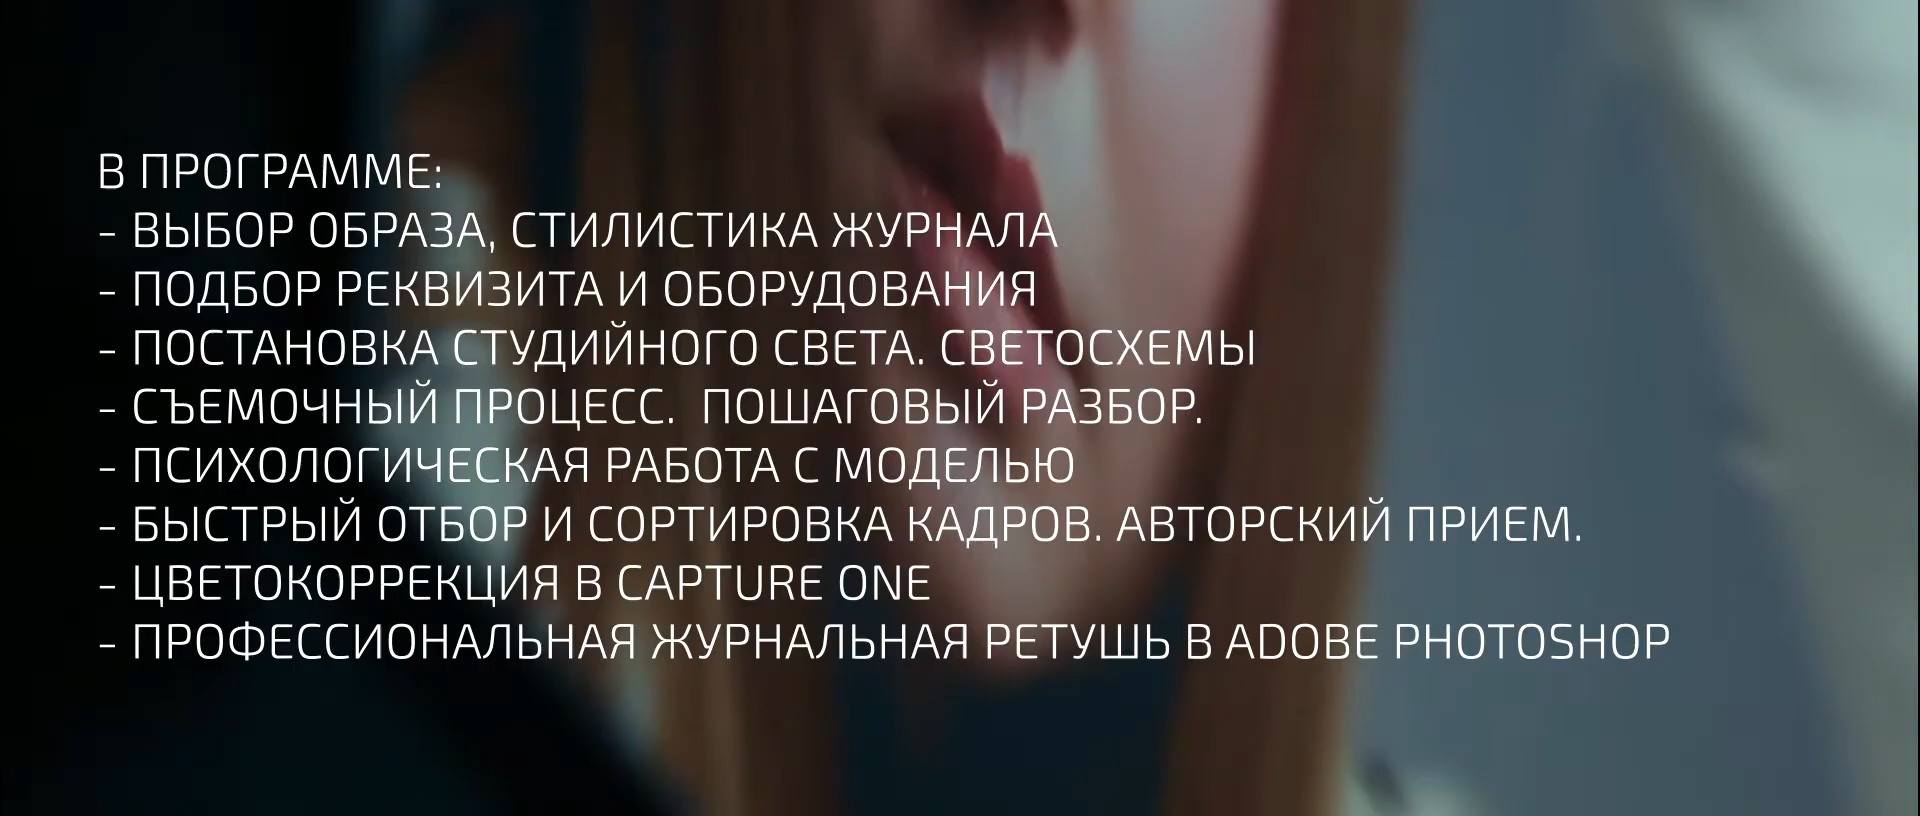 В ПРОГРАММЕ:
- ВЫБОР ОБРАЗА, СТИЛИСТИКА ЖУРНАЛА
- ПОДБОР РЕКВИЗИТА И ОБОРУДОВАНИЯ
- ПОСТАНОВКА СТУДИЙНОГО СВЕТА. СВЕТОСХЕМЫ
- СЪЕМОЧНЫЙ ПРОЦЕСС.  ПОШАГОВЫЙ РАЗБОР.
- ПСИХОЛОГИЧЕСКАЯ РАБОТА С МОДЕЛЬЮ
- БЫСТРЫЙ ОТБОР И СОРТИРОВКА КАДРОВ. АВТОРСКИЙ ПРИЕМ.
- ЦВЕТОКОРРЕКЦИЯ В CAPTURE ONE
- ПРОФЕССИОНАЛЬНАЯ ЖУРНАЛЬНАЯ РЕТУШЬ В ADOBE PHOTOSHOP